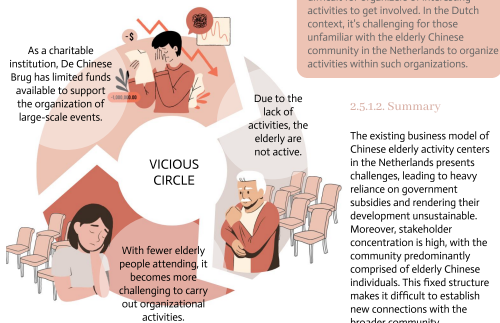 As a charitable
institution, De Chinese
Brug has limited funds
available to support
the organization of
large-scale events.
-$
-1,000,000.00
Due to the
lack of
activities, the
elderly are
not active.
VICIOUS
CIRCLE
With fewer elderly
people attending, it
becomes more
challenging to carry
out organizational
activities.
activities to get involved. In the Dutch
context, it's challenging for those
unfamiliar with the elderly Chinese
community in the Netherlands to organize
activities within such organizations.
2.5.1.2. Summary
The existing business model of
Chinese elderly activity centers
in the Netherlands presents
challenges, leading to heavy
reliance on government
subsidies and rendering their
development unsustainable.
Moreover, stakeholder
concentration is high, with the
community predominantly
comprised of elderly Chinese
individuals. This fixed structure
makes it difficult to establish
new connections with the
broader community